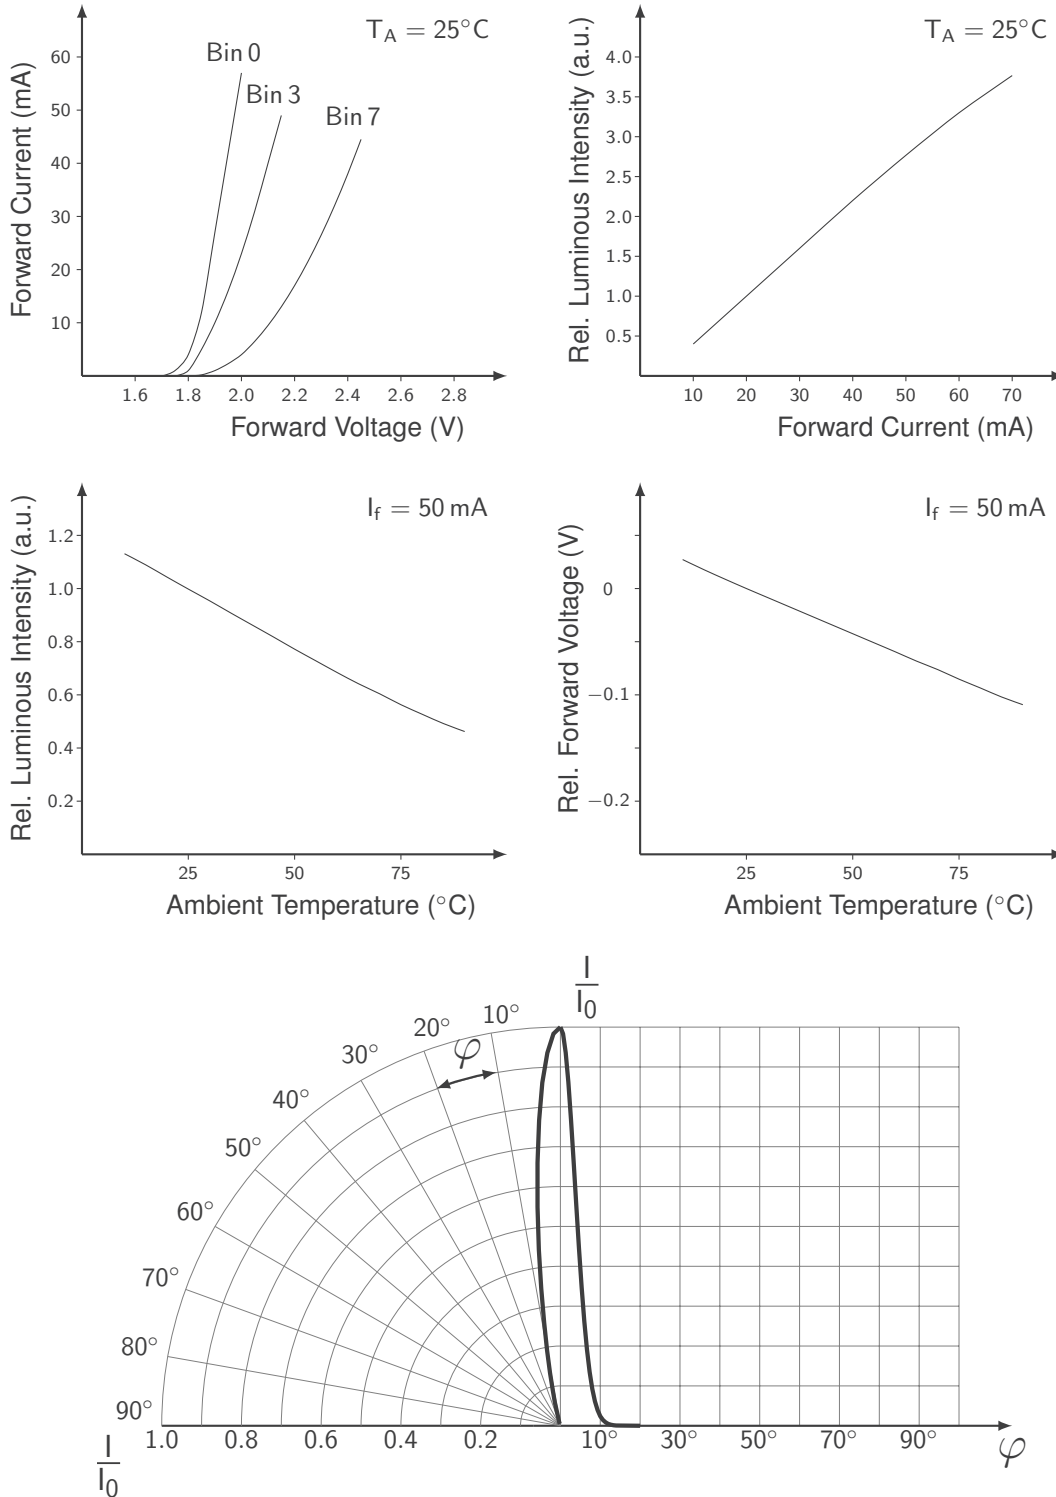 T_A = 25°C
Forward Current (mA)
60
50
40
30
20
10
Bin 0
Bin 3
Bin 7
1.6 1.8 2.0 2.2 2.4 2.6 2.8
Forward Voltage (V)
T_A = 25°C
Rel. Luminous Intensity (a.u.)
4.0
3.5
3.0
2.5
2.0
1.5
1.0
0.5
10 20 30 40 50 60 70
Forward Current (mA)
I_f = 50 mA
Rel. Luminous Intensity (a.u.)
1.2
1.0
0.8
0.6
0.4
0.2
25 50 75
Ambient Temperature (°C)
I_f = 50 mA
Rel. Forward Voltage (V)
0
−0.1
−0.2
25 50 75
Ambient Temperature (°C)
I
I_0
10°
20°
30°
40°
50°
60°
70°
80°
90°
φ
1.0 0.8 0.6 0.4 0.2 10° 30° 50° 70° 90° φ
I
I_0